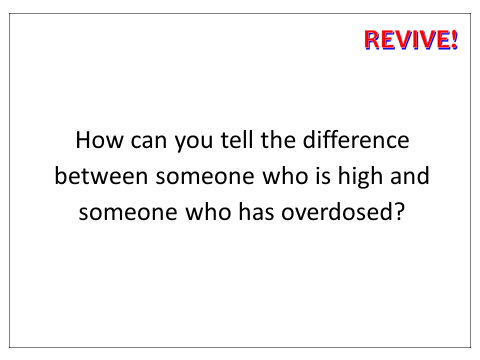 REVIVE!
How can you tell the difference
between someone who is high and
someone who has overdosed?